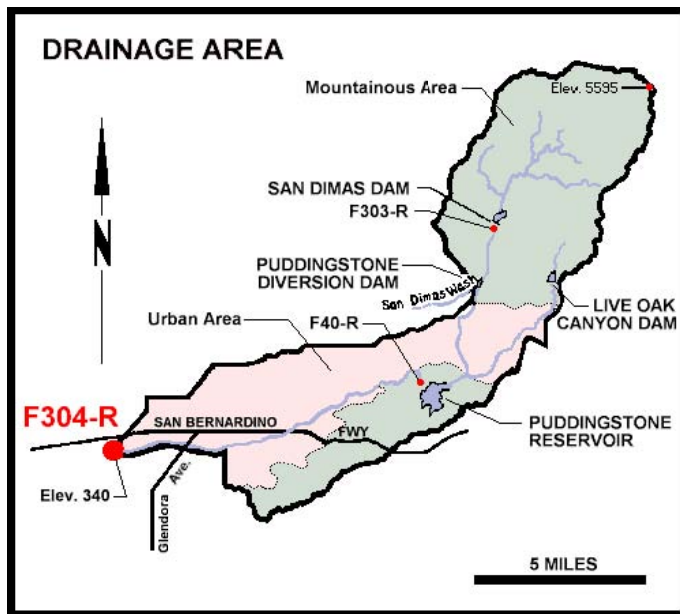 DRAINAGE AREA
Mountainous Area
Elev. 5595
N
SAN DIMAS DAM
F303-R
PUDDINGSTONE
DIVERSION DAM
San Dimas Wash
LIVE OAK
CANYON DAM
Urban Area
F40-R
F304-R
SAN BERNARDINO
FWY
PUDDINGSTONE
RESERVOIR
Elev. 340
Glendora
Ave.
5 MILES